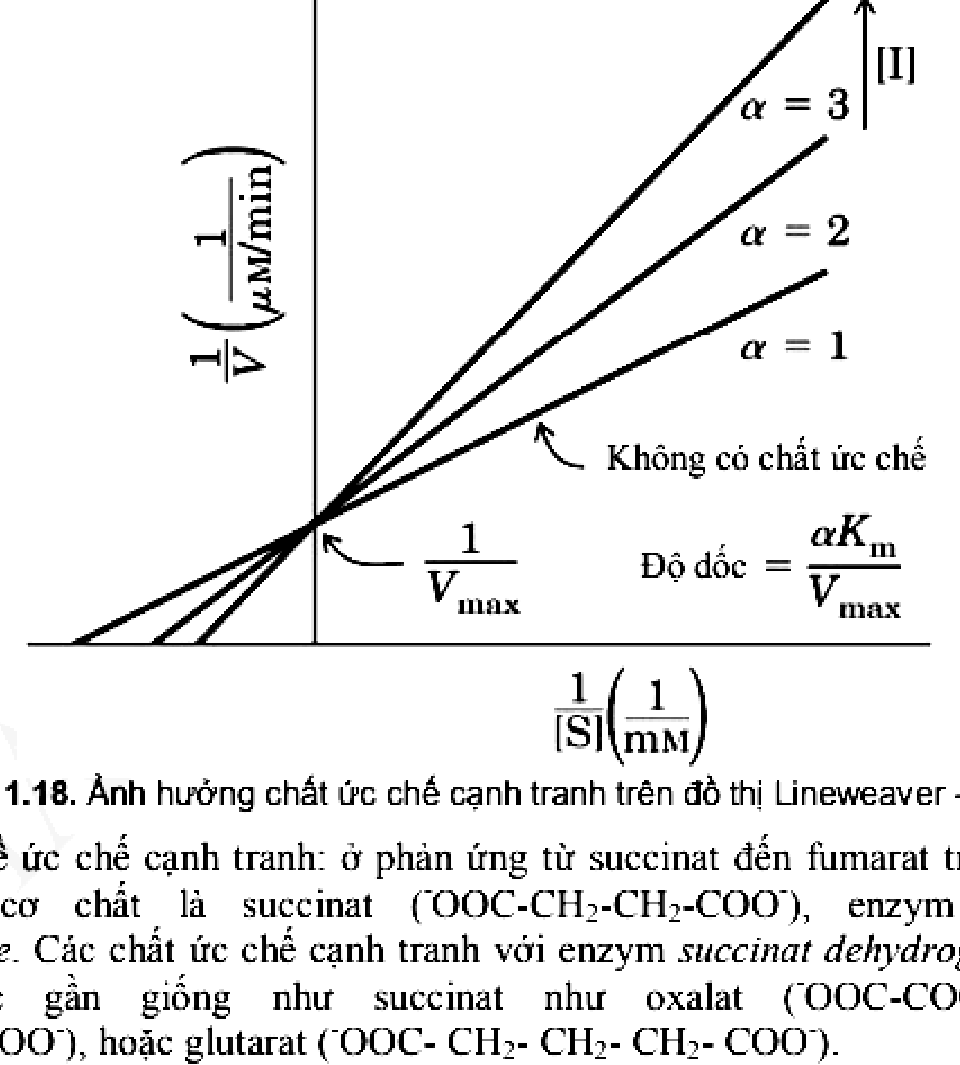 [I]
α = 3
1/V (1/μM/min)
α = 2
α = 1
Không có chất ức chế
1/Vmax
Độ dốc = αKm/Vmax
1/[S] (1/mM)
1.18. Ảnh hưởng chất ức chế cạnh tranh trên đồ thị Lineweaver -
ức chế cạnh tranh: ở phản ứng từ succinat đến fumarat
cơ chất là succinat (⁻OOC-CH₂-CH₂-COO⁻), enzym
Các chất ức chế cạnh tranh với enzym succinat
gần giống như succinat như oxalat (⁻OOC-CO
OO⁻), hoặc glutarat (⁻OOC- CH₂- CH₂- CH₂- COO⁻).